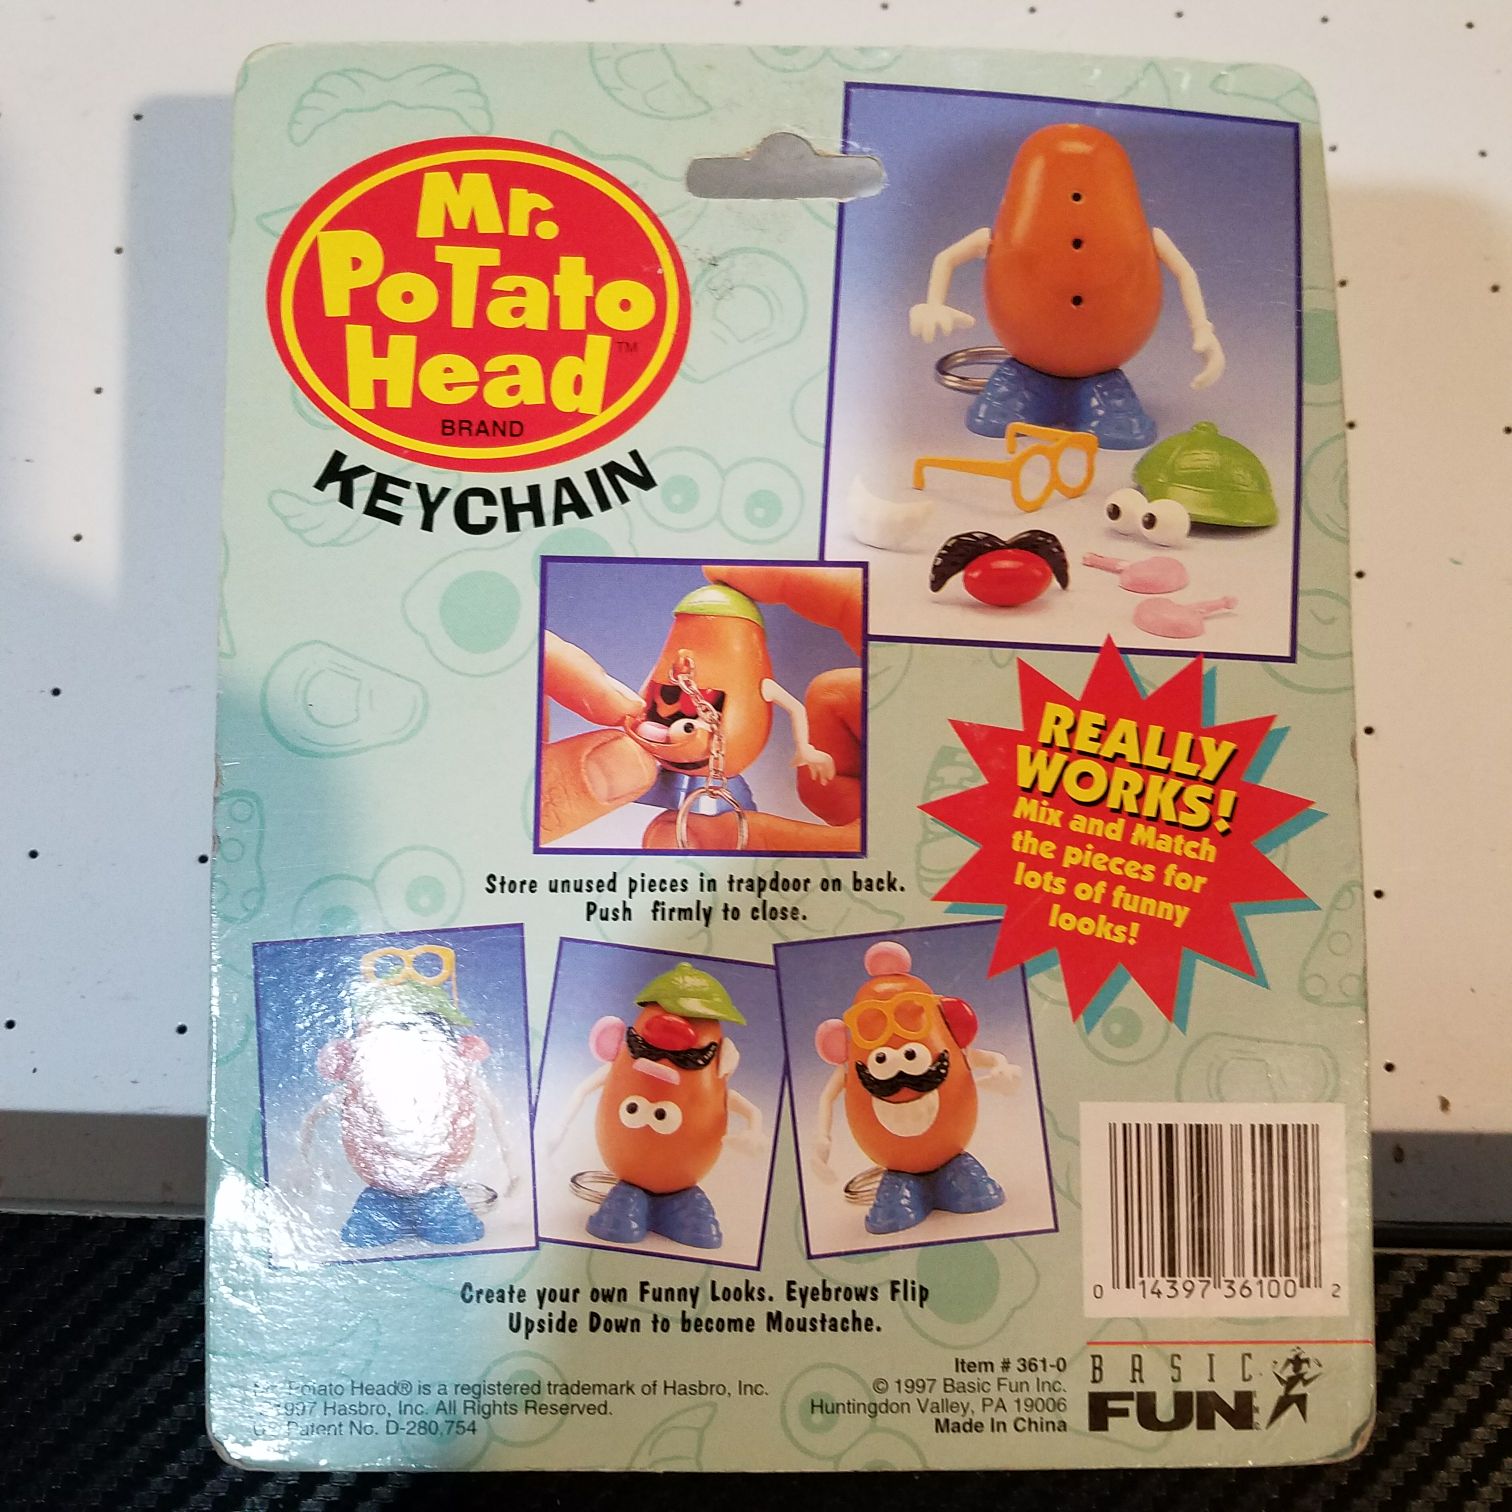 Mr.
PoTato
Head™
BRAND
KEYCHAIN
REALLY
WORKS!
Mix and Match
the pieces for
lots of funny
looks!
Store unused pieces in trapdoor on back.
Push firmly to close.
Create your own Funny Looks. Eyebrows Flip
Upside Down to become Moustache.
0 14397 36100 2
Potato Head® is a registered trademark of Hasbro, Inc.
1997 Hasbro, Inc. All Rights Reserved.
Patent No. D-280,754
Item # 361-0
© 1997 Basic Fun Inc.
Huntingdon Valley, PA 19006
Made In China
BASIC
FUN